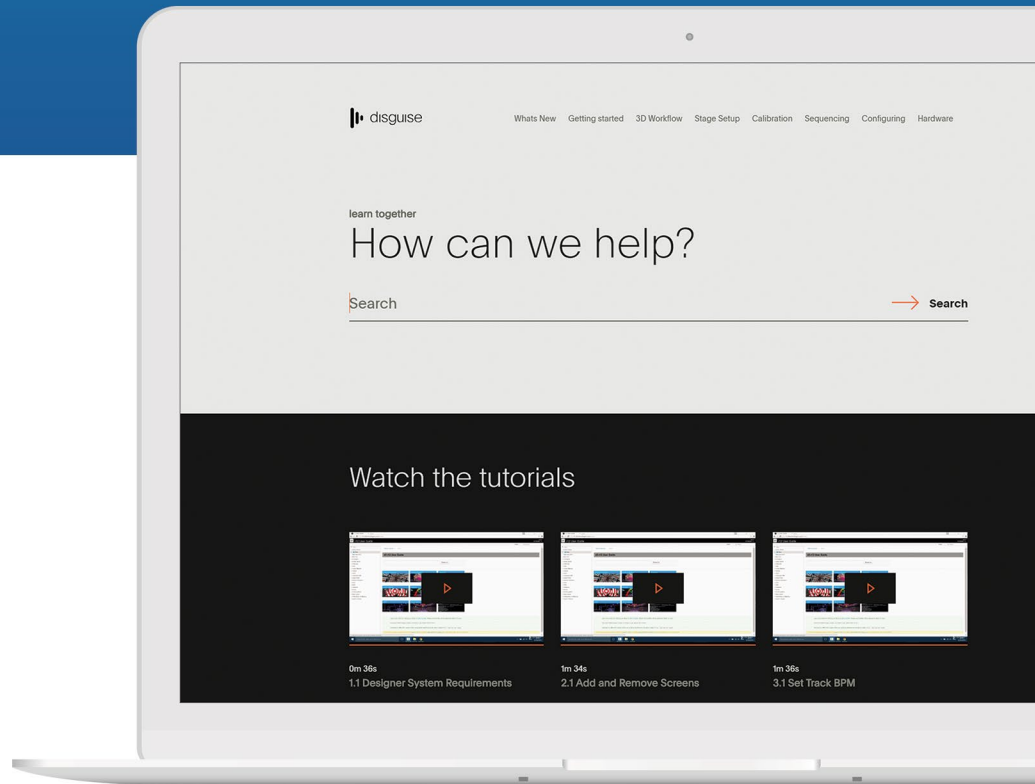 disguise
Whats New Getting started 3D Workflow Stage Setup Calibration Sequencing Configuring Hardware
learn together
How can we help?
Search Search
Watch the tutorials
0m 36s 1m 34s 1m 36s
1.1 Designer System Requirements 2.1 Add and Remove Screens 3.1 Set Track BPM